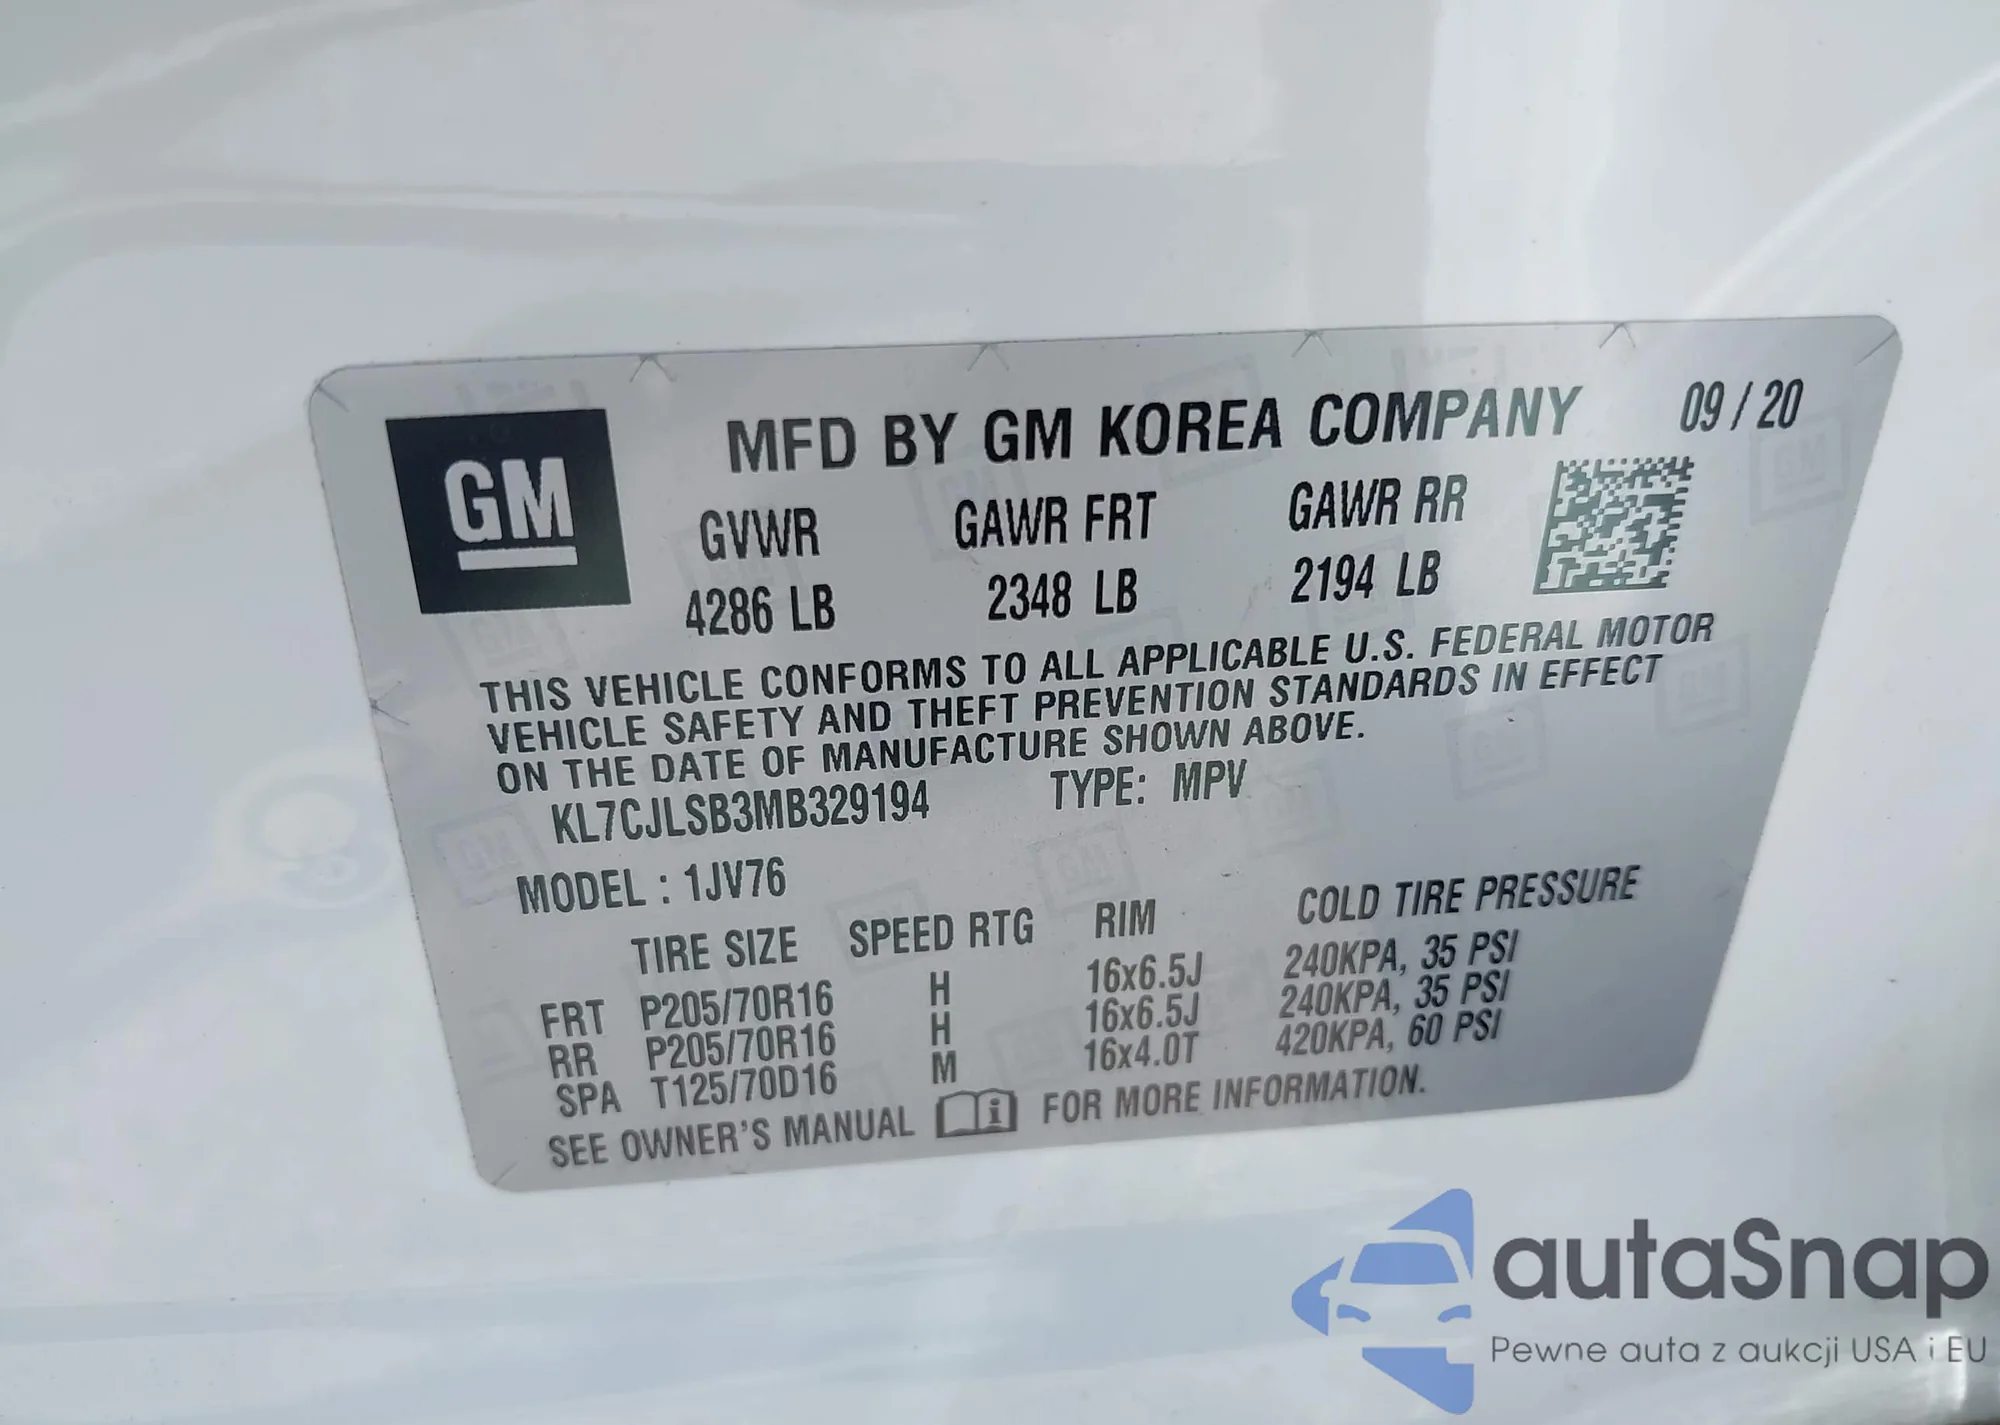 GM
MFD BY GM KOREA COMPANY 09 / 20
GVWR GAWR FRT GAWR RR
4286 LB 2348 LB 2194 LB
THIS VEHICLE CONFORMS TO ALL APPLICABLE U.S. FEDERAL MOTOR
VEHICLE SAFETY AND THEFT PREVENTION STANDARDS IN EFFECT
ON THE DATE OF MANUFACTURE SHOWN ABOVE.
KL7CJLSB3MB329194 TYPE: MPV
MODEL : 1JV76
TIRE SIZE SPEED RTG RIM COLD TIRE PRESSURE
FRT P205/70R16 H 16x6.5J 240KPA, 35 PSI
RR P205/70R16 H 16x6.5J 240KPA, 35 PSI
SPA T125/70D16 M 16x4.0T 420KPA, 60 PSI
SEE OWNER'S MANUAL i FOR MORE INFORMATION.
autaSnap
Pewne auta z aukcji USA i EU